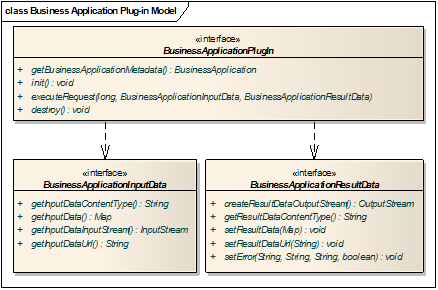 class Business Application Plug-in Model
«interface»
BusinessApplicationPlugIn
+ getBusinessApplicationMetadata() : BusinessApplication
+ init() : void
+ executeRequest(long, BusinessApplicationInputData, BusinessApplicationResultData)
+ destroy() : void
«interface»
BusinessApplicationInputData
+ getInputDataContentType() : String
+ getInputData() : Map
+ getInputDataInputStream() : InputStream
+ getInputDataUrl() : String
«interface»
BusinessApplicationResultData
+ createResultDataOutputStream() : OutputStream
+ getResultDataContentType() : String
+ setResultData(Map) : void
+ setResultDataUrl(String) : void
+ setError(String, String, String, boolean) : void